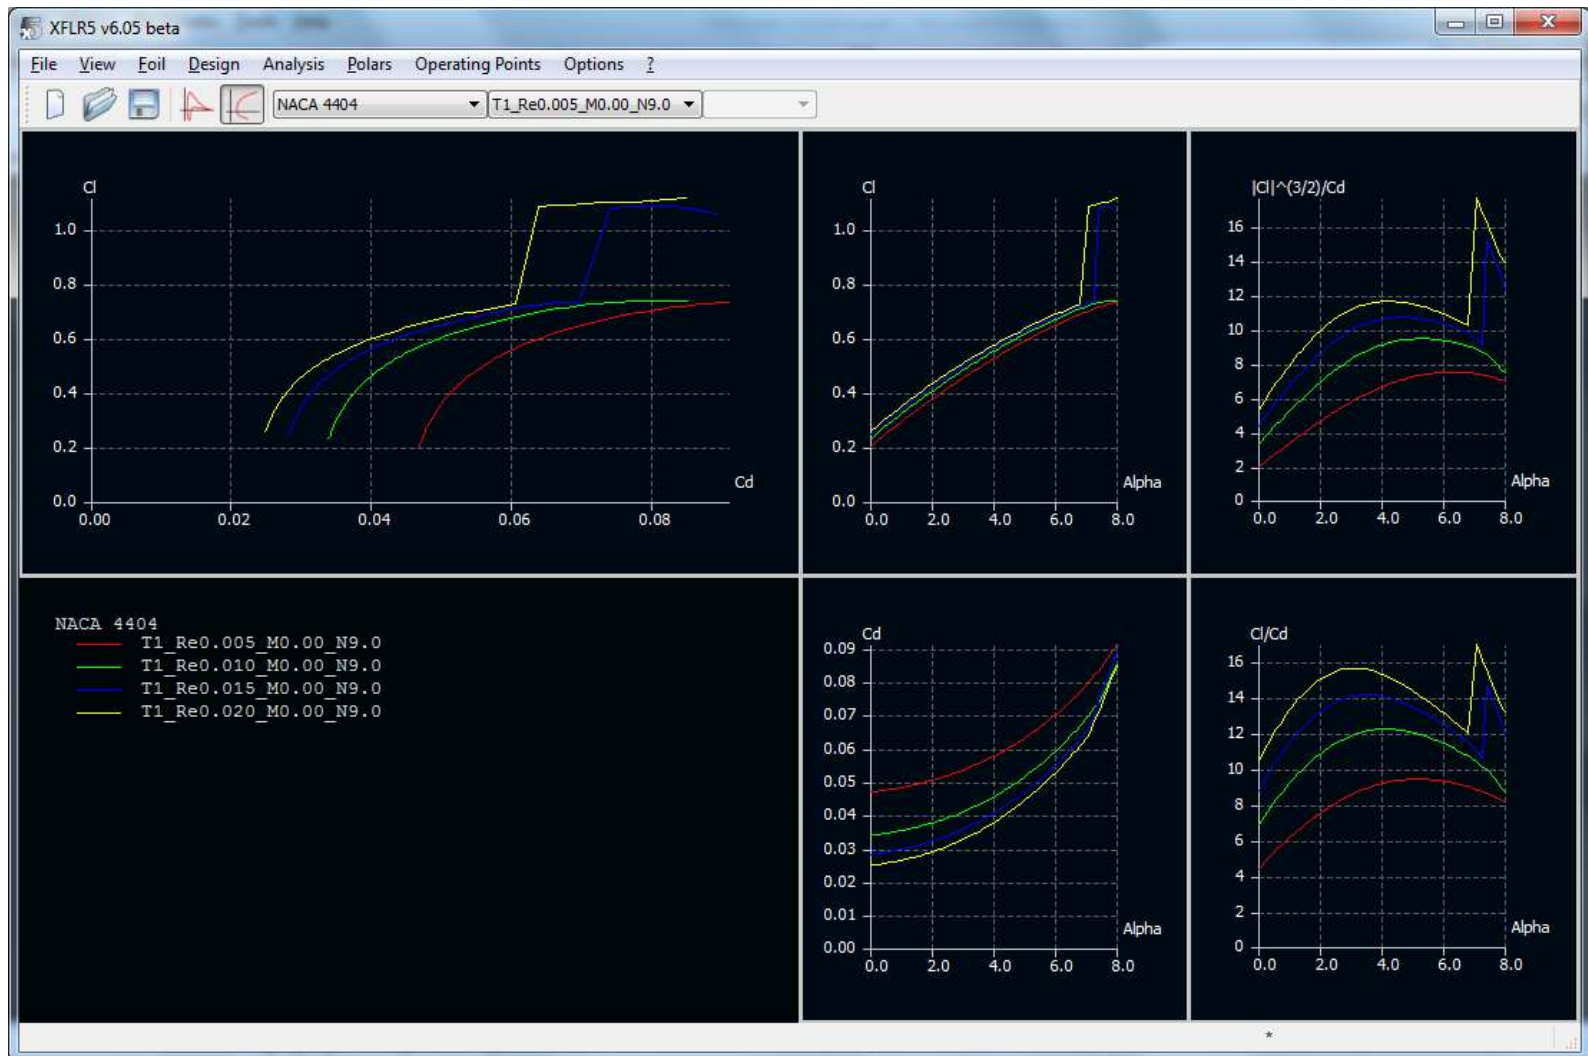 XFLR5 v6.05 beta
File View Foil Design Analysis Polars Operating Points Options ?
NACA 4404 T1_Re0.005_M0.00_N9.0
Cl
1.0
0.8
0.6
0.4
0.2
0.0
0.00 0.02 0.04 0.06 0.08
Cd
Cl
1.0
0.8
0.6
0.4
0.2
0.0
0.0 2.0 4.0 6.0 8.0
Alpha
|Cl|^(3/2)/Cd
16
14
12
10
8
6
4
2
0
0.0 2.0 4.0 6.0 8.0
Alpha
NACA 4404
T1_Re0.005_M0.00_N9.0
T1_Re0.010_M0.00_N9.0
T1_Re0.015_M0.00_N9.0
T1_Re0.020_M0.00_N9.0
Cd
0.09
0.08
0.07
0.06
0.05
0.04
0.03
0.02
0.01
0.00
0.0 2.0 4.0 6.0 8.0
Alpha
Cl/Cd
16
14
12
10
8
6
4
2
0
0.0 2.0 4.0 6.0 8.0
Alpha
*